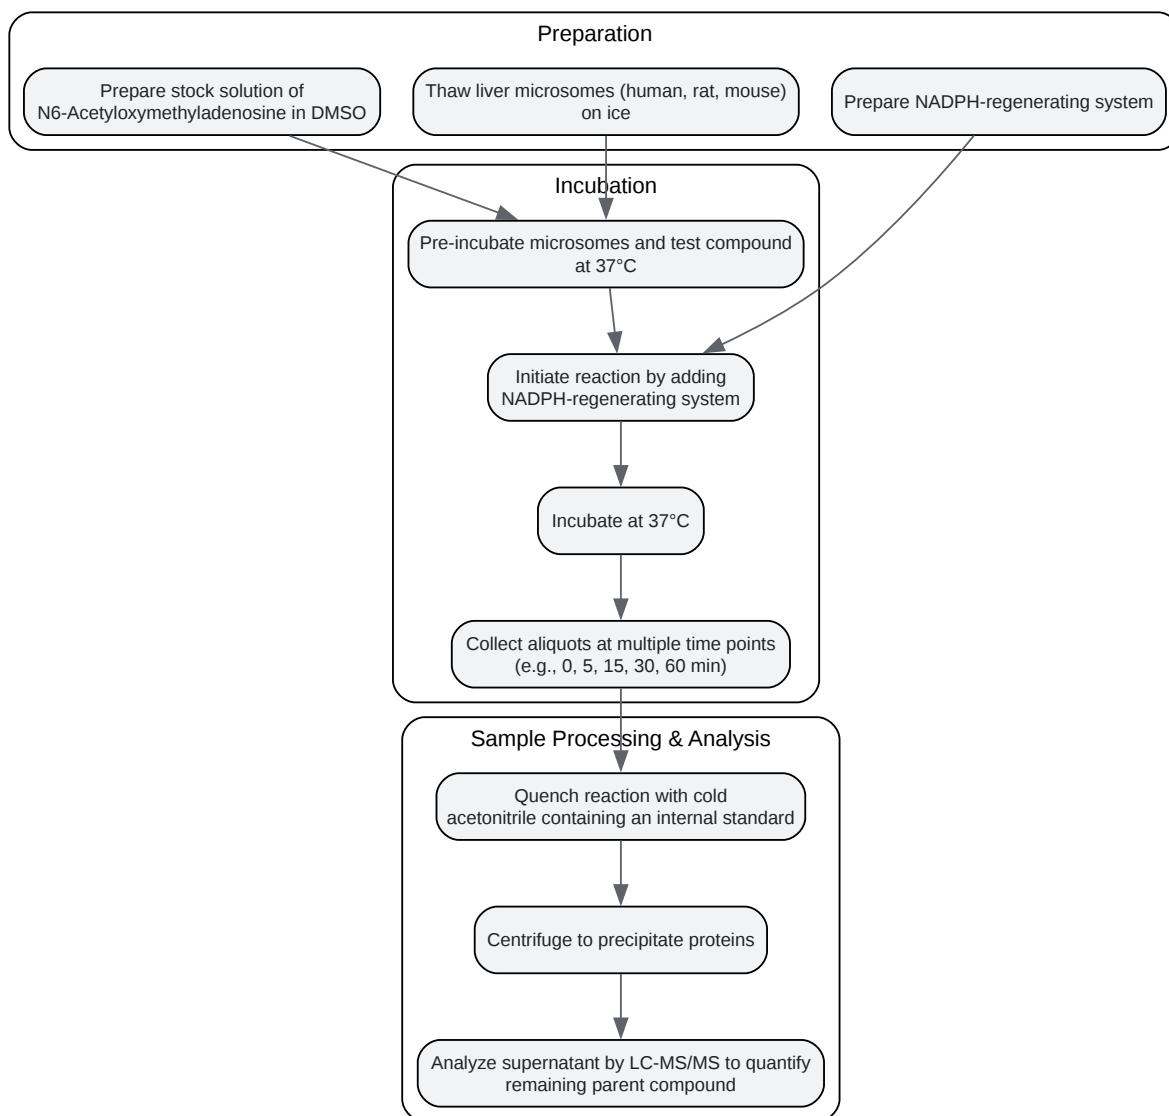 Preparation
Prepare stock solution of
N6-Acetyloxymethyladenosine in DMSO
Thaw liver microsomes (human, rat, mouse)
on ice
Prepare NADPH-regenerating system
Incubation
Pre-incubate microsomes and test compound
at 37°C
Initiate reaction by adding
NADPH-regenerating system
Incubate at 37°C
Collect aliquots at multiple time points
(e.g., 0, 5, 15, 30, 60 min)
Sample Processing & Analysis
Quench reaction with cold
acetonitrile containing an internal standard
Centrifuge to precipitate proteins
Analyze supernatant by LC-MS/MS to quantify
remaining parent compound